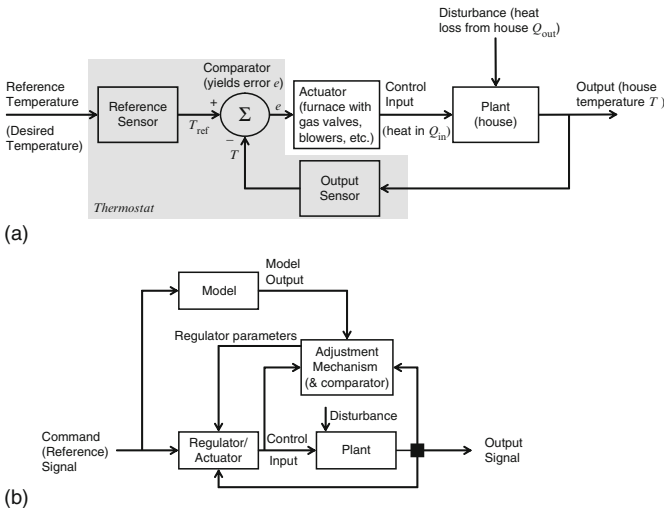 Disturbance (heat
loss from house Qout)
Reference
Temperature
(Desired
Temperature)
Reference
Sensor
Comparator
(yields error e)
+
Σ
e
Tref
−
T
Actuator
(furnace with
gas valves,
blowers, etc.)
Control
Input
(heat in Qin)
Plant
(house)
Output (house
temperature T )
Output
Sensor
Thermostat
(a)
Model
Model
Output
Regulator parameters
Adjustment
Mechanism
(& comparator)
Disturbance
Command
(Reference)
Signal
Regulator/
Actuator
Control
Input
Plant
Output
Signal
(b)